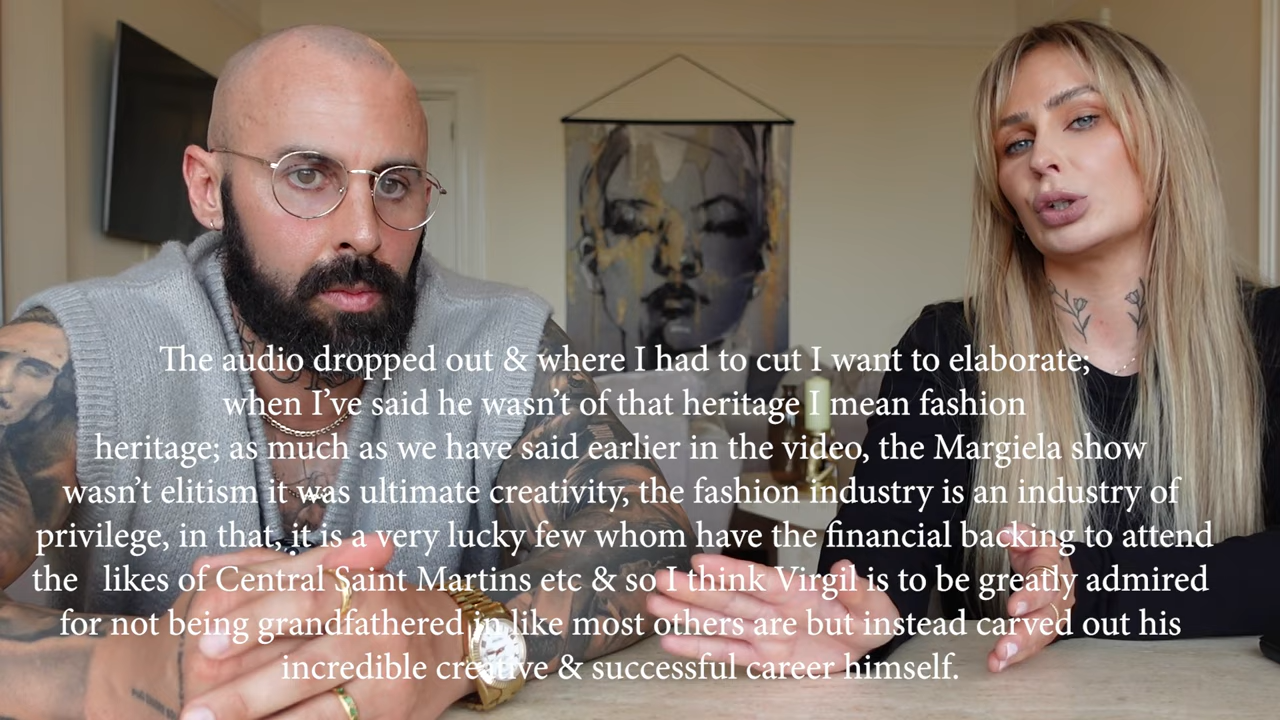 The audio dropped out & where I had to cut I want to elaborate;
when I've said he wasn't of that heritage I mean fashion
heritage; as much as we have said earlier in the video, the Margiela show
wasn't elitism it was ultimate creativity, the fashion industry is an industry of
privilege, in that, it is a very lucky few whom have the financial backing to attend
the likes of Central Saint Martins etc & so I think Virgil is to be greatly admired
for not being grandfathered in like most others are but instead carved out his
incredible creative & successful career himself.